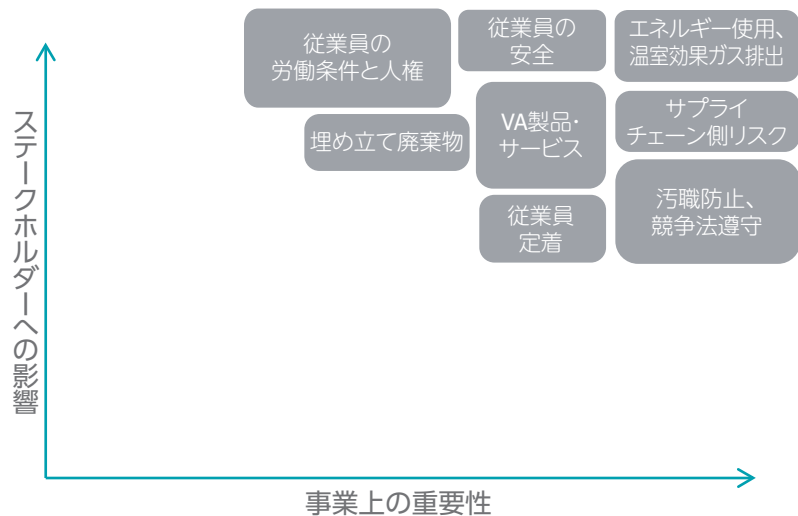 従業員の
労働条件と人権
従業員の
安全
エネルギー使用、
温室効果ガス排出
埋め立て廃棄物
VA製品・
サービス
サプライ
チェーン側リスク
従業員
定着
汚職防止、
競争法遵守
ステークホルダーへの影響
事業上の重要性